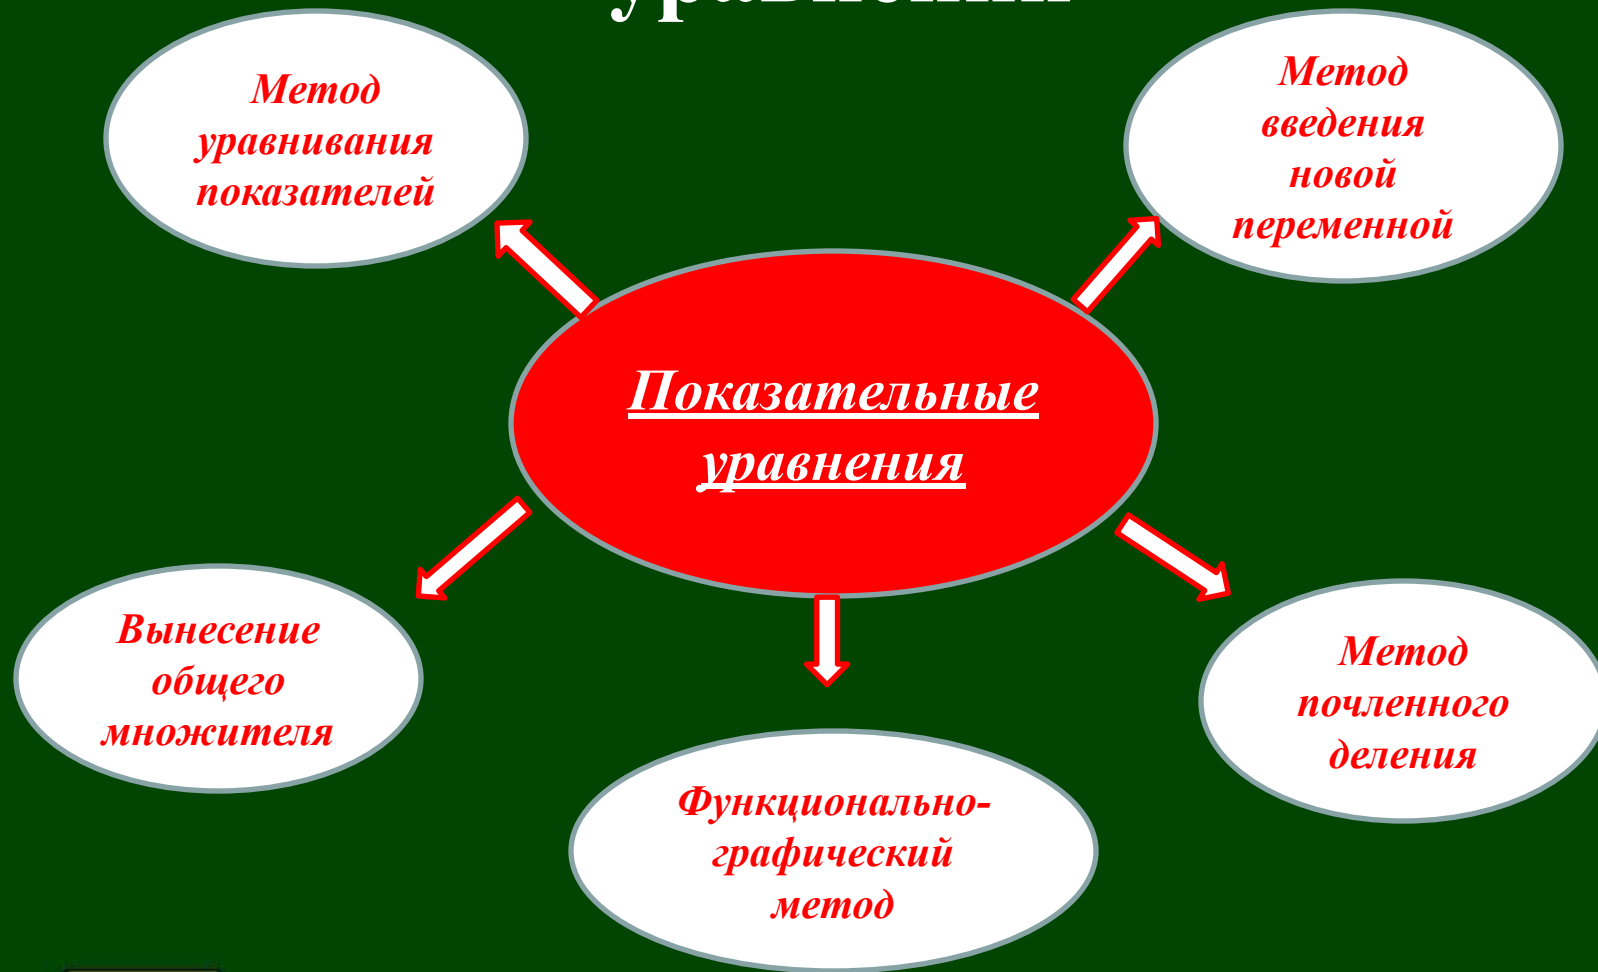 Метод
уравнивания
показателей
Метод
введения
новой
переменной
Показательные
уравнения
Вынесение
общего
множителя
Функционально-
графический
метод
Метод
почленного
деления